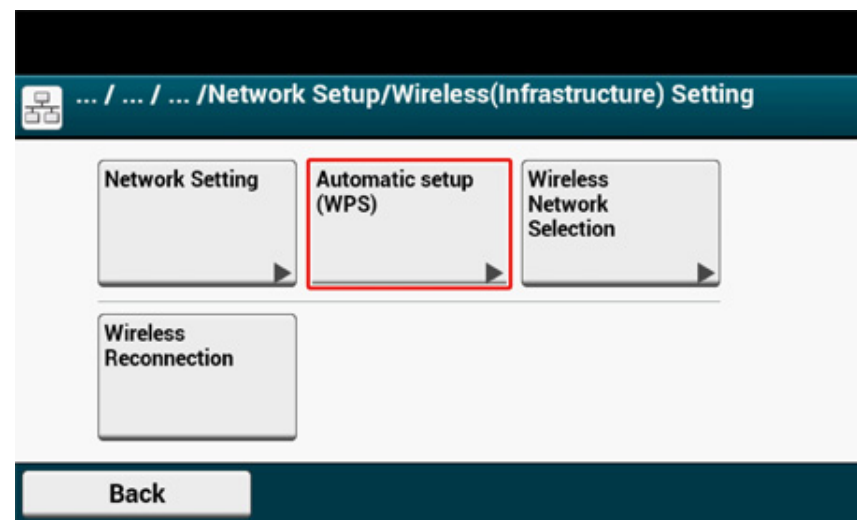 ... / ... / ... /Network Setup/Wireless(Infrastructure) Setting
Network Setting
Automatic setup
(WPS)
Wireless
Network
Selection
Wireless
Reconnection
Back